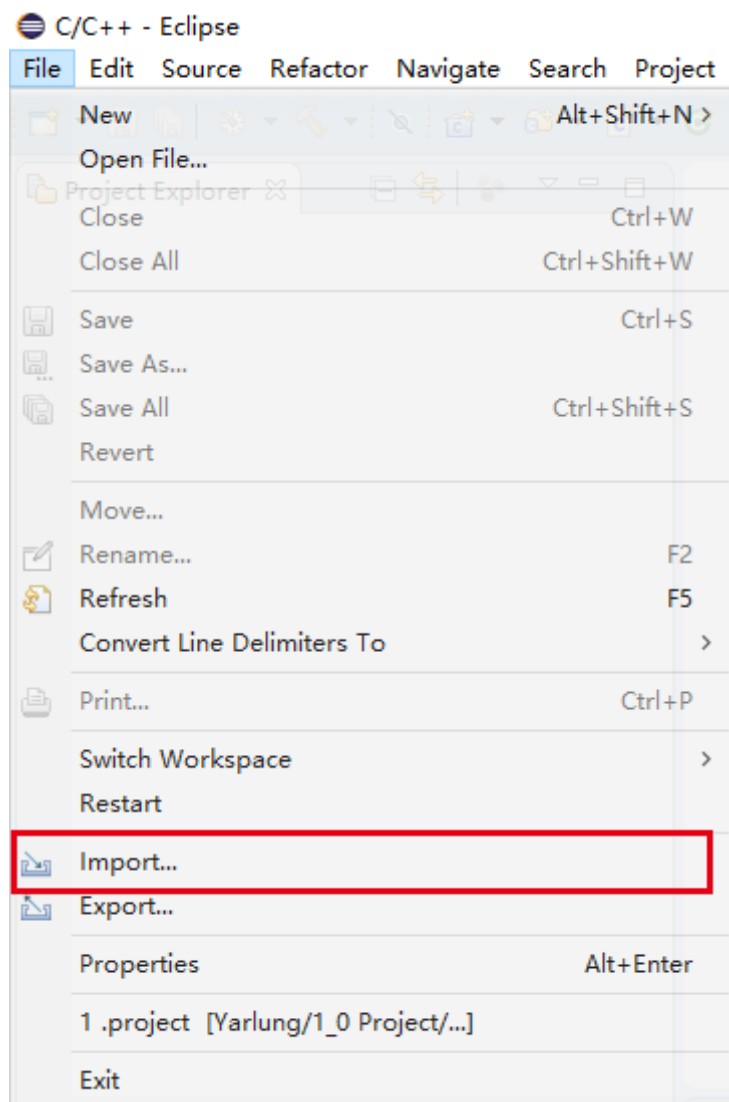 C/C++ - Eclipse
File Edit Source Refactor Navigate Search Project
New Alt+Shift+N >
Open File...
Project Explorer
Close Ctrl+W
Close All Ctrl+Shift+W
Save Ctrl+S
Save As...
Save All Ctrl+Shift+S
Revert
Move...
Rename... F2
Refresh F5
Convert Line Delimiters To >
Print... Ctrl+P
Switch Workspace >
Restart
Import...
Export...
Properties Alt+Enter
1 .project [Yarlung/1_0 Project/...]
Exit